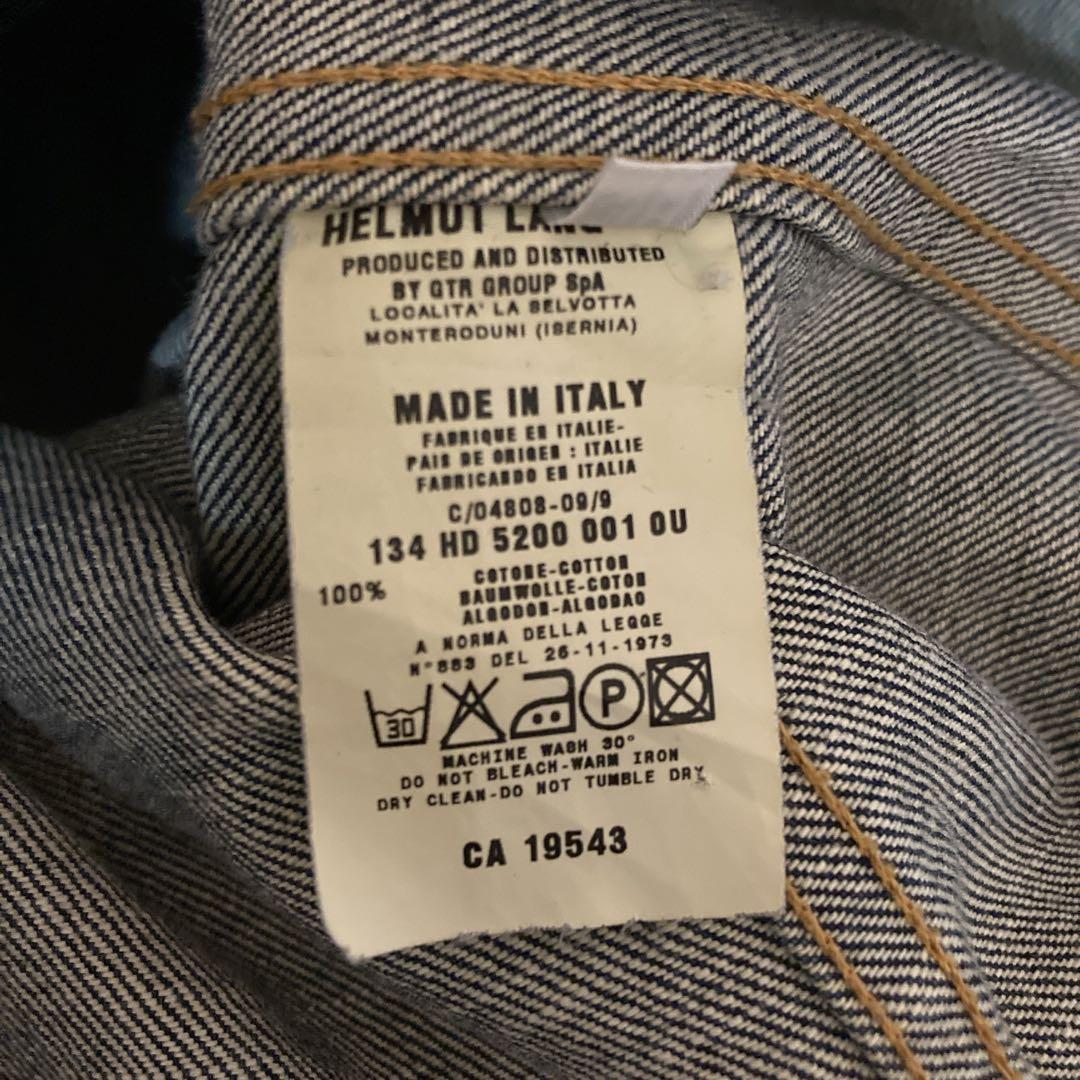 HELMUT LANG
PRODUCED AND DISTRIBUTED
BY GTR GROUP SpA
LOCALITA' LA SELVOTTA
MONTERODUNI (ISERNIA)
MADE IN ITALY
FABRIQUE EN ITALIE-
PAIS DE ORIGEN : ITALIE
FABRICANDO EN ITALIA
C/04808-09/9
134 HD 5200 001 0U
100% COTONE-COTTON
BAUMWOLLE-COTON
ALGODON-ALGODAO
A NORMA DELLA LEGGE
N°883 DEL 26-11-1973
30 P
MACHINE WASH 30°
DO NOT BLEACH-WARM IRON
DRY CLEAN-DO NOT TUMBLE DRY
CA 19543